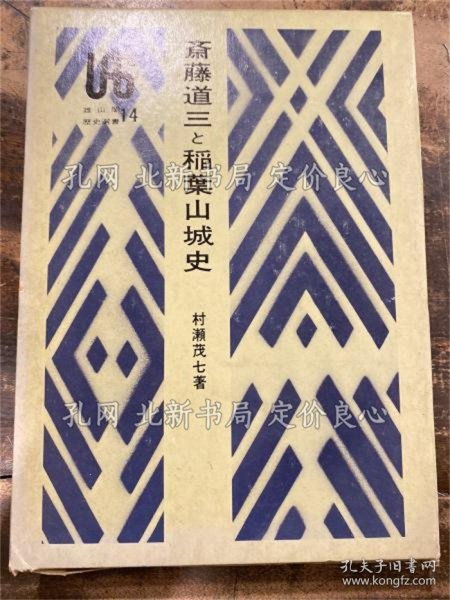 斎藤道三と稲葉山城史
村瀬茂七著
雄山閣
歴史叢書 14
孔网 北新书局 定价良心
孔网 北新书局 定价良心
孔夫子旧书网
www.kongfz.com